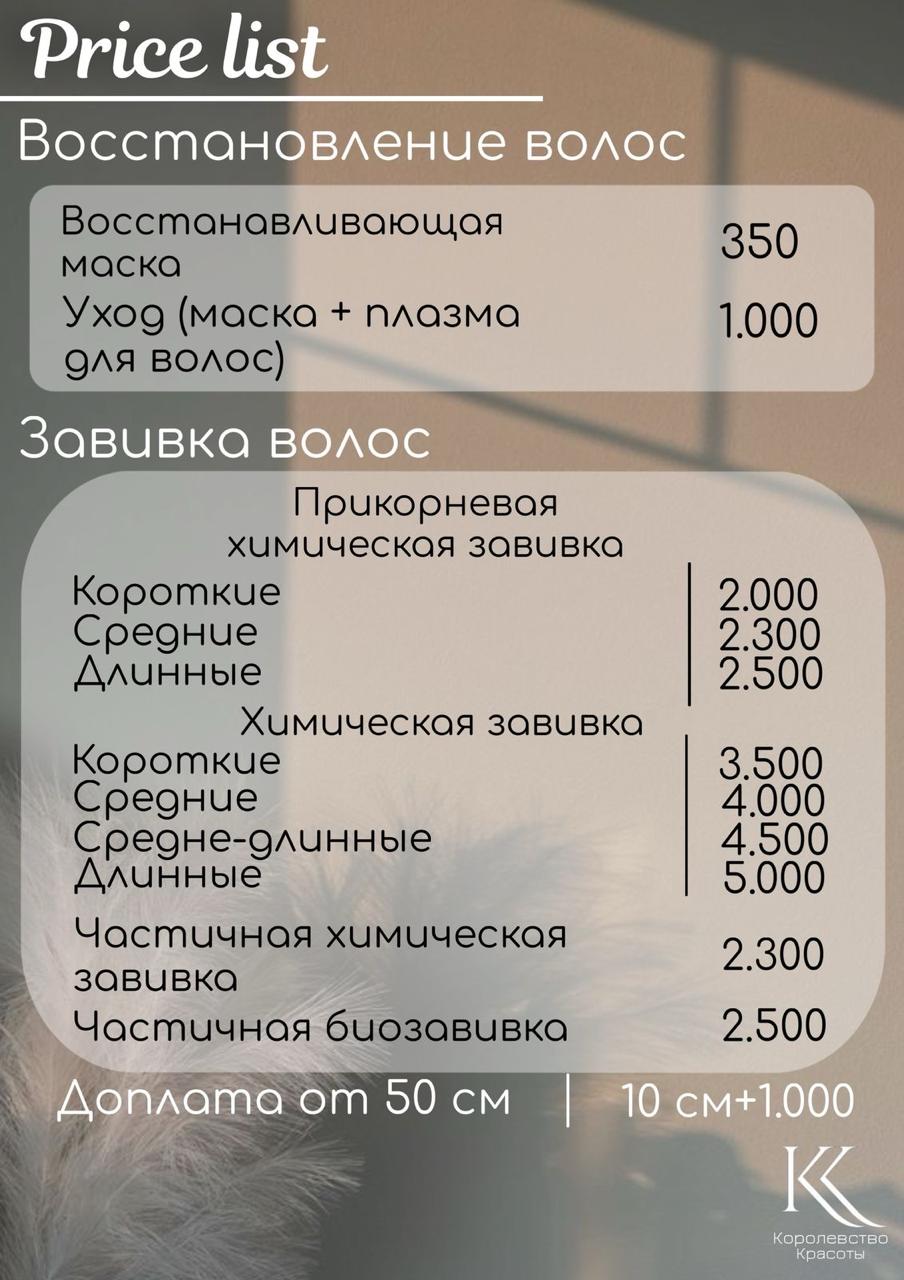 Price list
Восстановление волос
Восстанавливающая
маска
350
Уход (маска + плазма
для волос)
1.000
Завивка волос
Прикорневая
химическая завивка
Короткие 2.000
Средние 2.300
Длинные 2.500
Химическая завивка
Короткие 3.500
Средние 4.000
Средне-длинные 4.500
Длинные 5.000
Частичная химическая
завивка
2.300
Частичная биозавивка 2.500
Доплата от 50 см | 10 см+1.000
KK
Королевство
Красоты